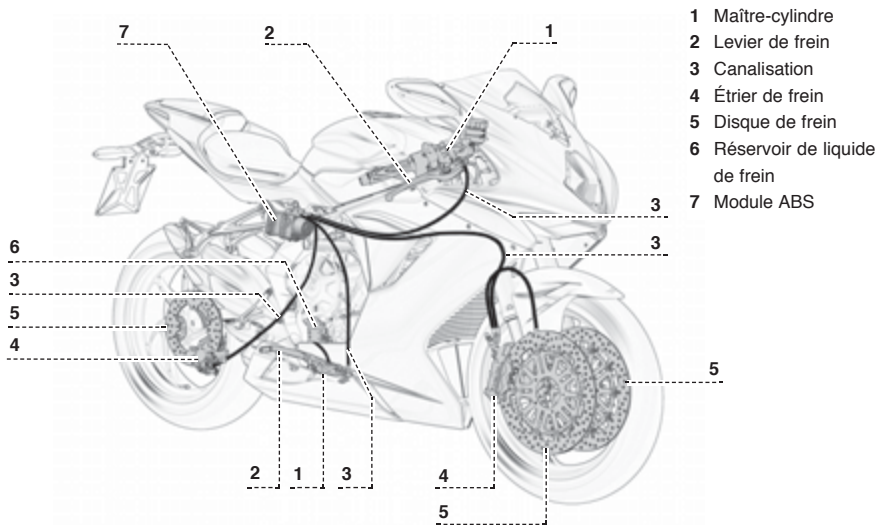 1 Maître-cylindre
2 Levier de frein
3 Canalisation
4 Étrier de frein
5 Disque de frein
6 Réservoir de liquide
de frein
7 Module ABS
7
2
1
3
3
6
3
5
4
5
2
1
3
4
5